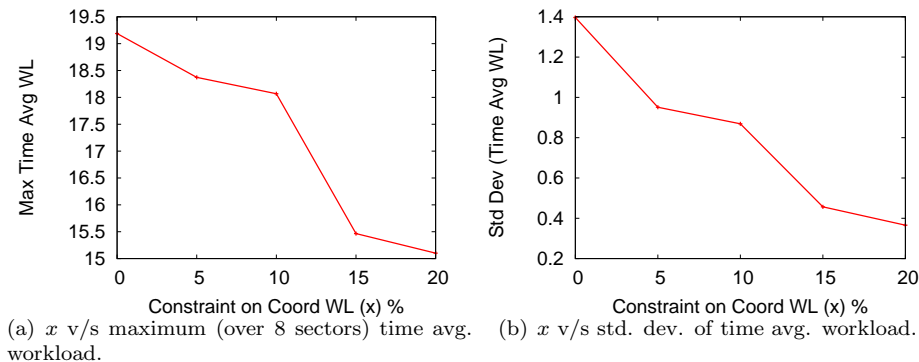 19.5
19
18.5
18
17.5
17
16.5
16
15.5
15
Max Time Avg WL
0 5 10 15 20
Constraint on Coord WL (x) %
(a) x v/s maximum (over 8 sectors) time avg.
workload.
1.4
1.2
1
0.8
0.6
0.4
0.2
Std Dev (Time Avg WL)
0 5 10 15 20
Constraint on Coord WL (x) %
(b) x v/s std. dev. of time avg. workload.